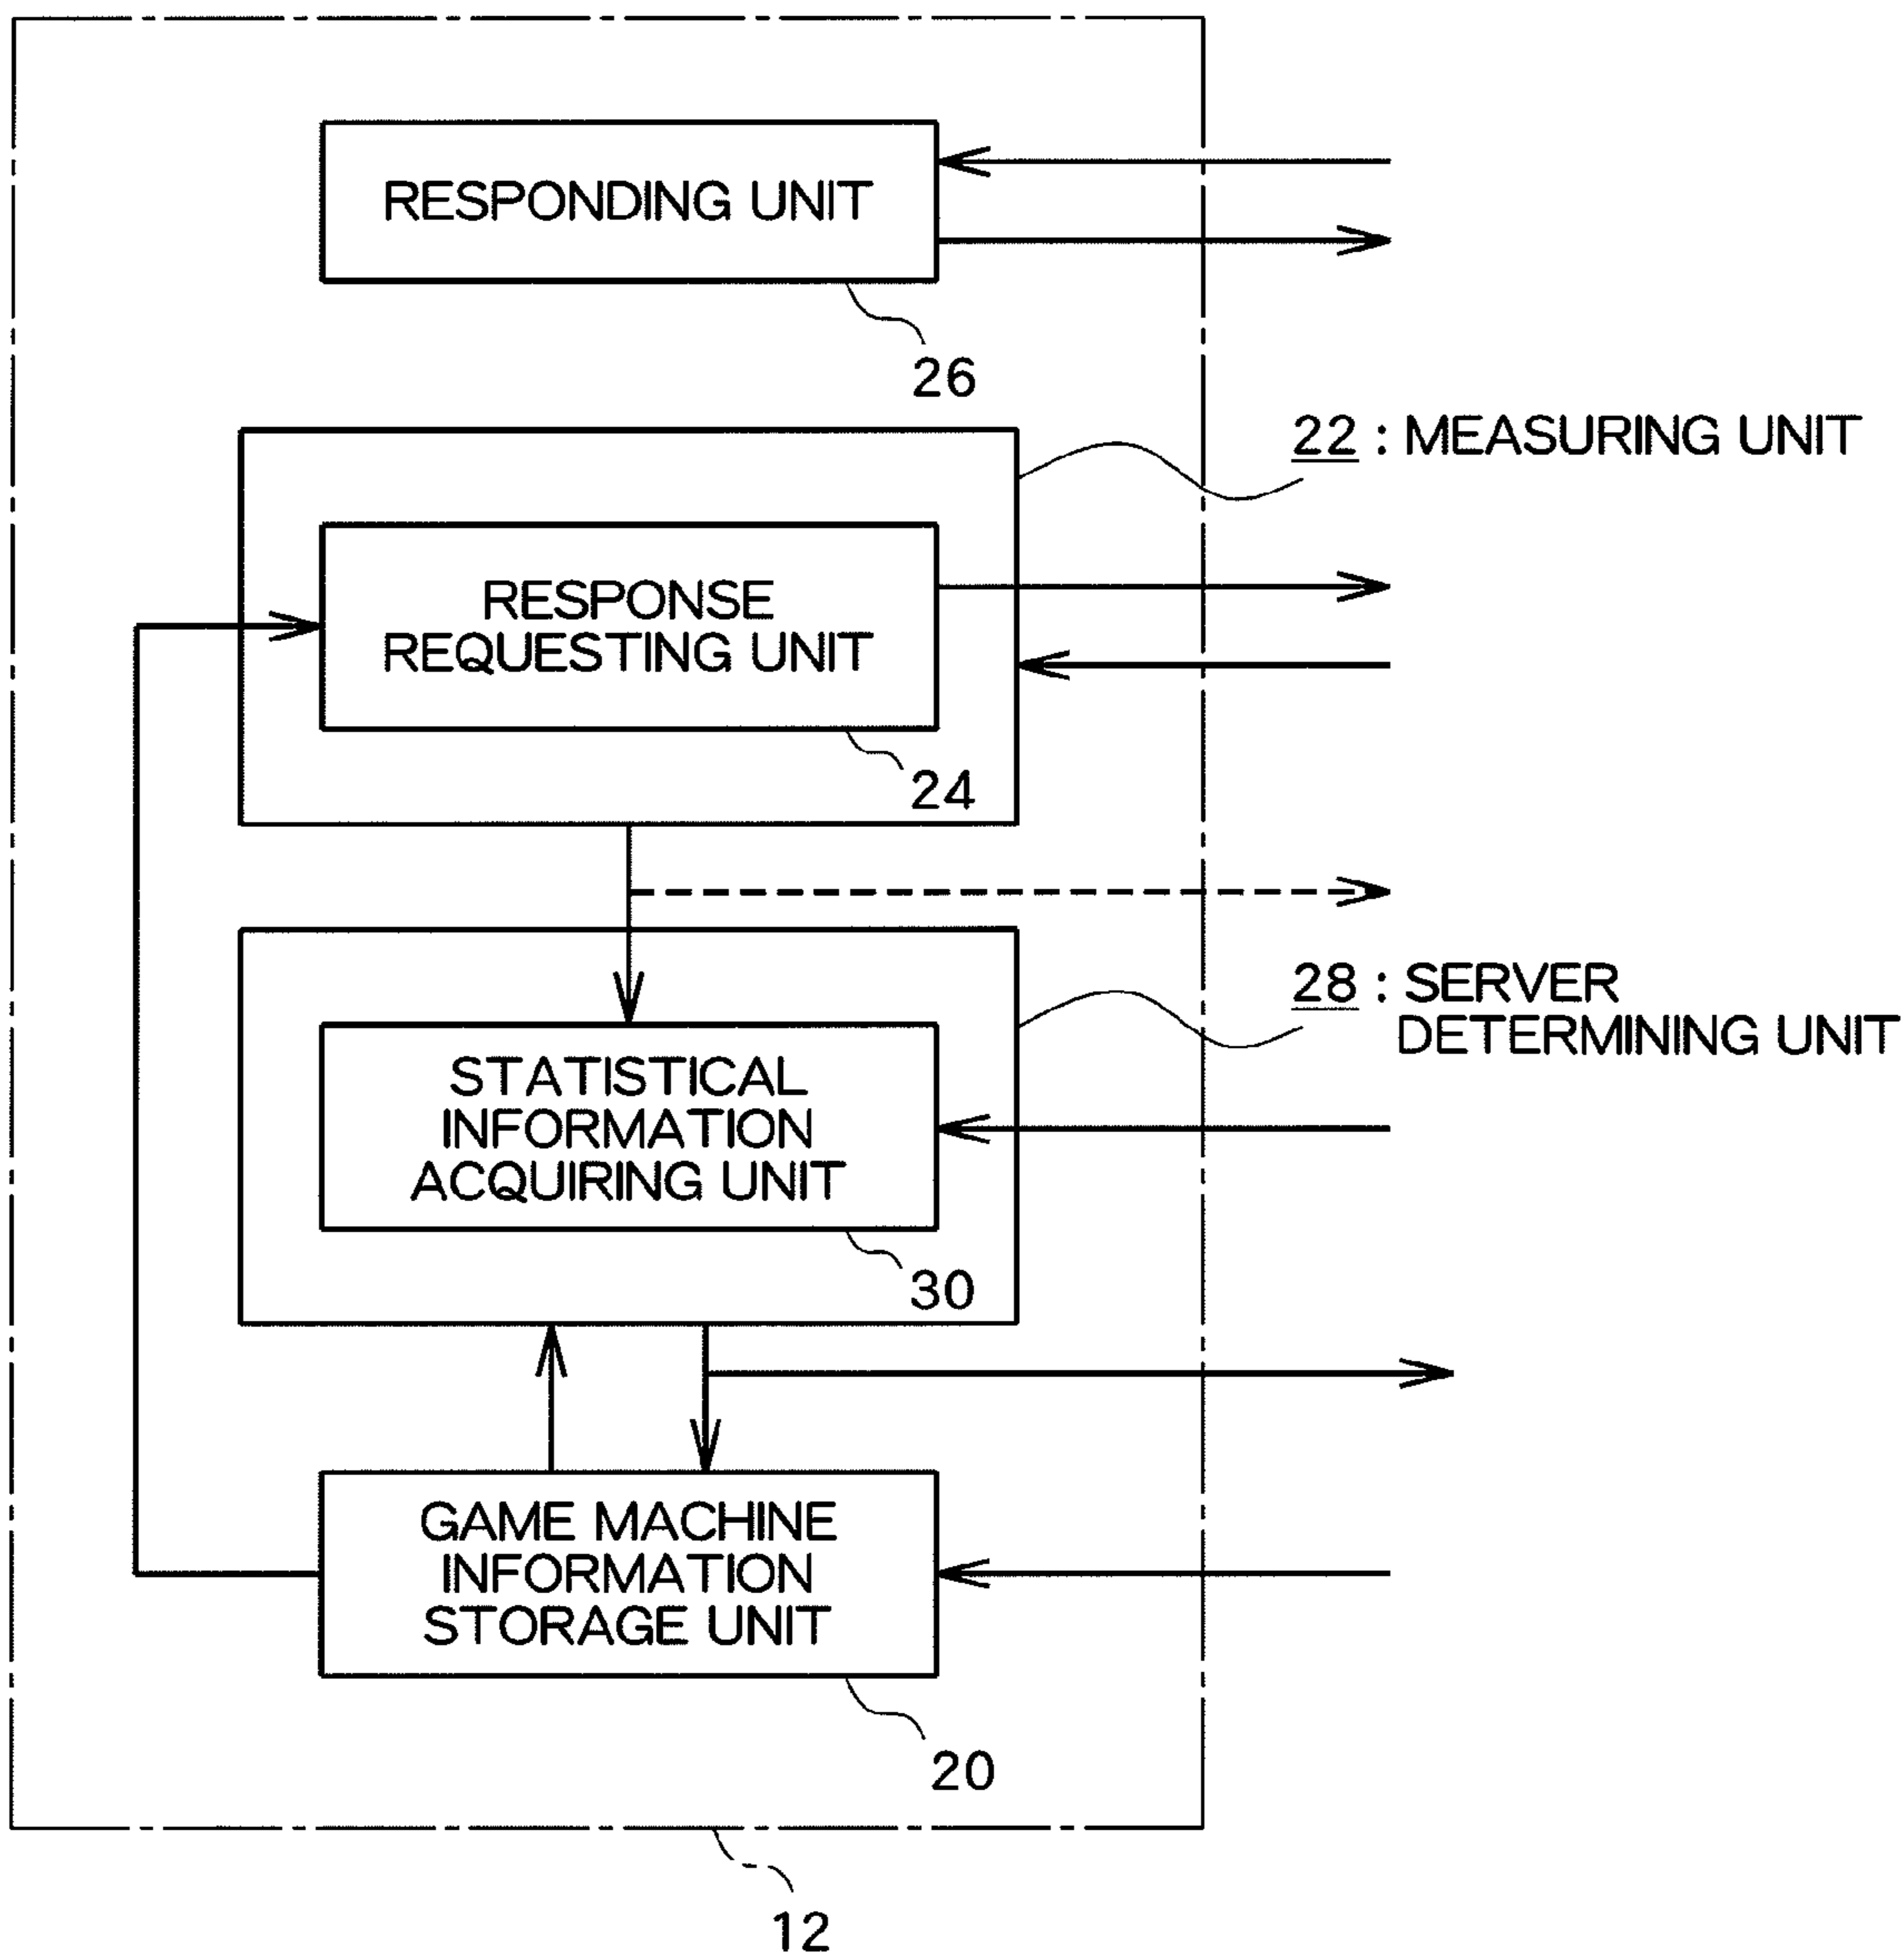 RESPONDING UNIT
26
22 : MEASURING UNIT
RESPONSE
REQUESTING UNIT
24
28 : SERVER
DETERMINING UNIT
STATISTICAL
INFORMATION
ACQUIRING UNIT
30
GAME MACHINE
INFORMATION
STORAGE UNIT
20
12